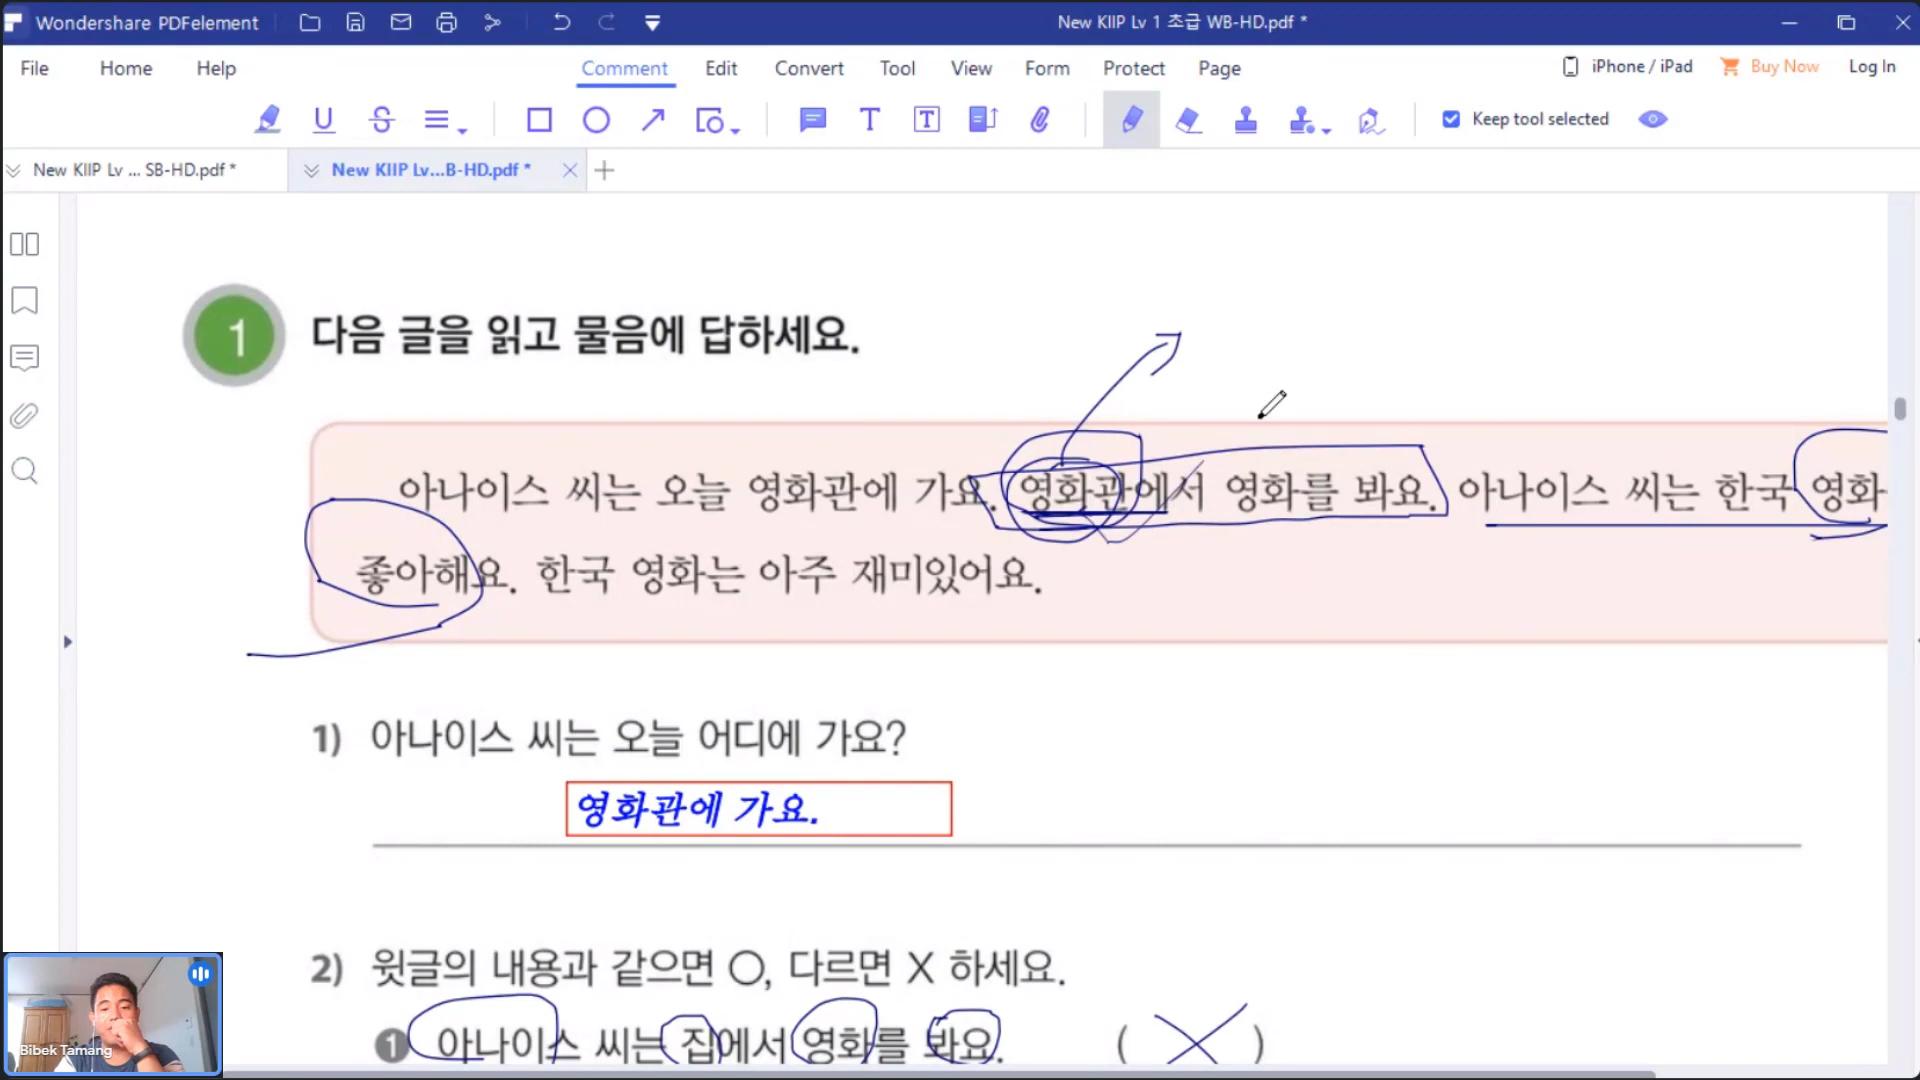 Wondershare PDFelement
New KIIP Lv 1 초급 WB-HD.pdf *
File Home Help Comment Edit Convert Tool View Form Protect Page iPhone / iPad Buy Now Log In
Keep tool selected
New KIIP Lv ... SB-HD.pdf * New KIIP Lv...B-HD.pdf *
1 다음 글을 읽고 물음에 답하세요.
아나이스 씨는 오늘 영화관에 가요. 영화관에서 영화를 봐요. 아나이스 씨는 한국 영화
좋아해요. 한국 영화는 아주 재미있어요.
1) 아나이스 씨는 오늘 어디에 가요?
영화관에 가요.
2) 윗글의 내용과 같으면 ○, 다르면 X 하세요.
❶ 아나이스 씨는 집에서 영화를 봐요. ( X )
Bibek Tamang